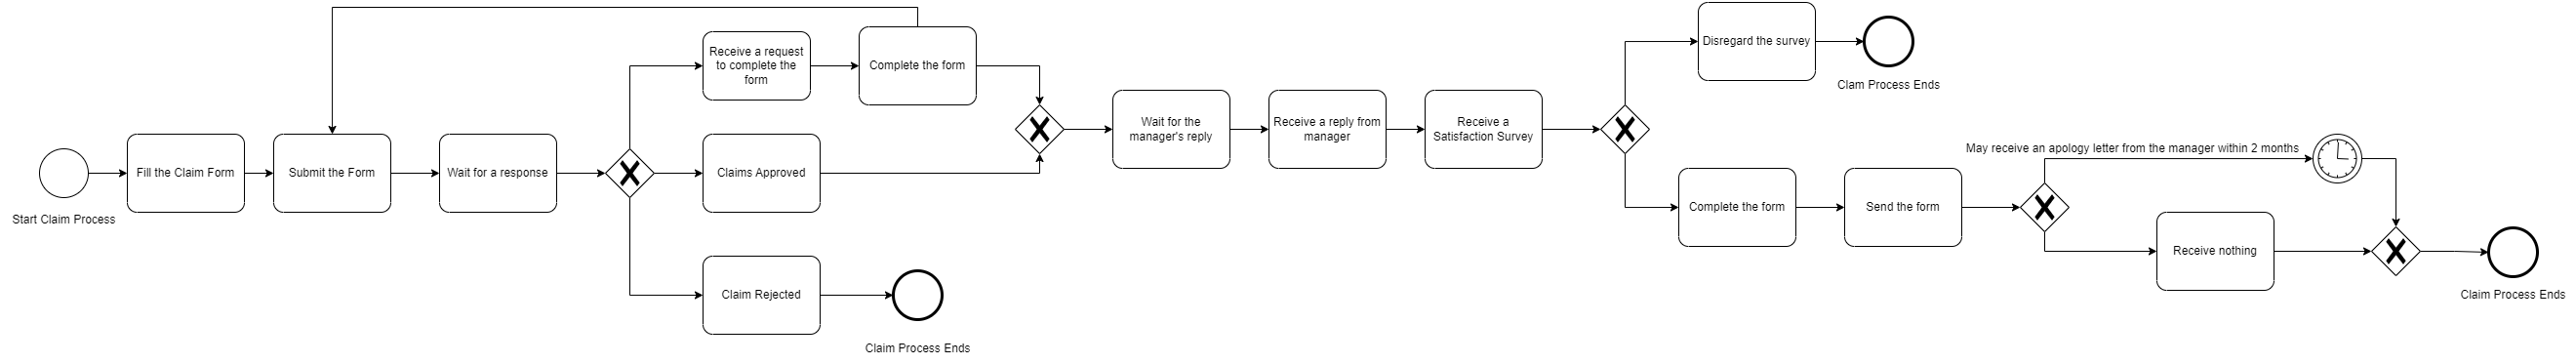 Start Claim Process
Fill the Claim Form
Submit the Form
Wait for a response
Receive a request
to complete the
form
Complete the form
Claims Approved
Claim Rejected
Claim Process Ends
Wait for the
manager's reply
Receive a reply from
manager
Receive a
Satisfaction Survey
Disregard the survey
Clam Process Ends
Complete the form
Send the form
May receive an apology letter from the manager within 2 months
Receive nothing
Claim Process Ends